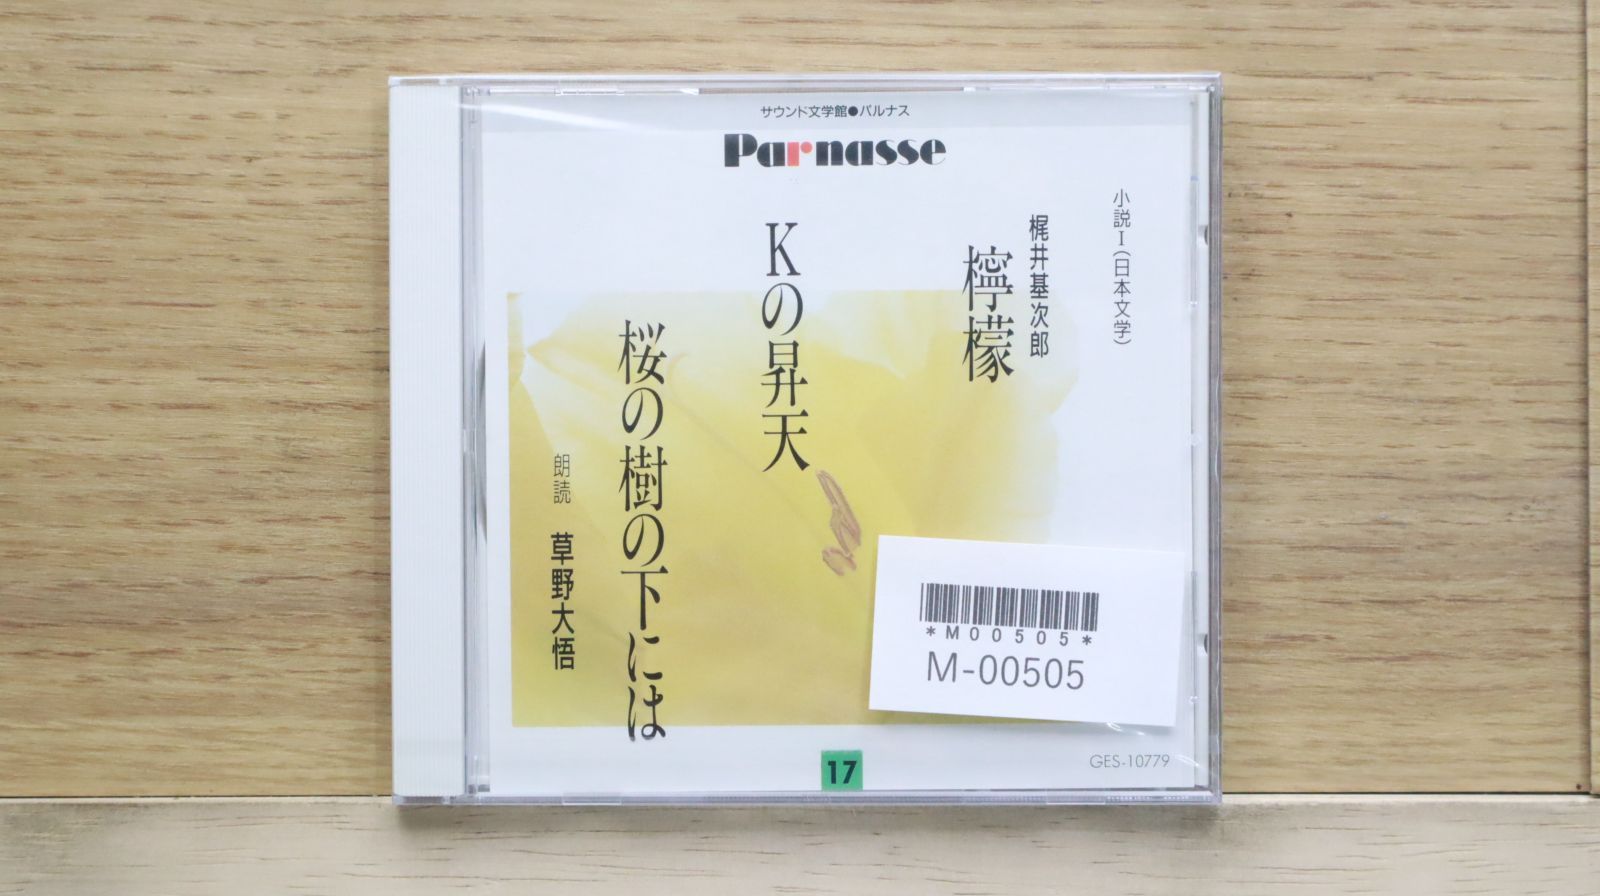 サウンド文学館●パルナス
Parnasse
小説I(日本文学)
梶井基次郎
檸檬
Kの昇天
桜の樹の下には
朗読 草野大悟
*M00505*
M-00505
17
GES-10779